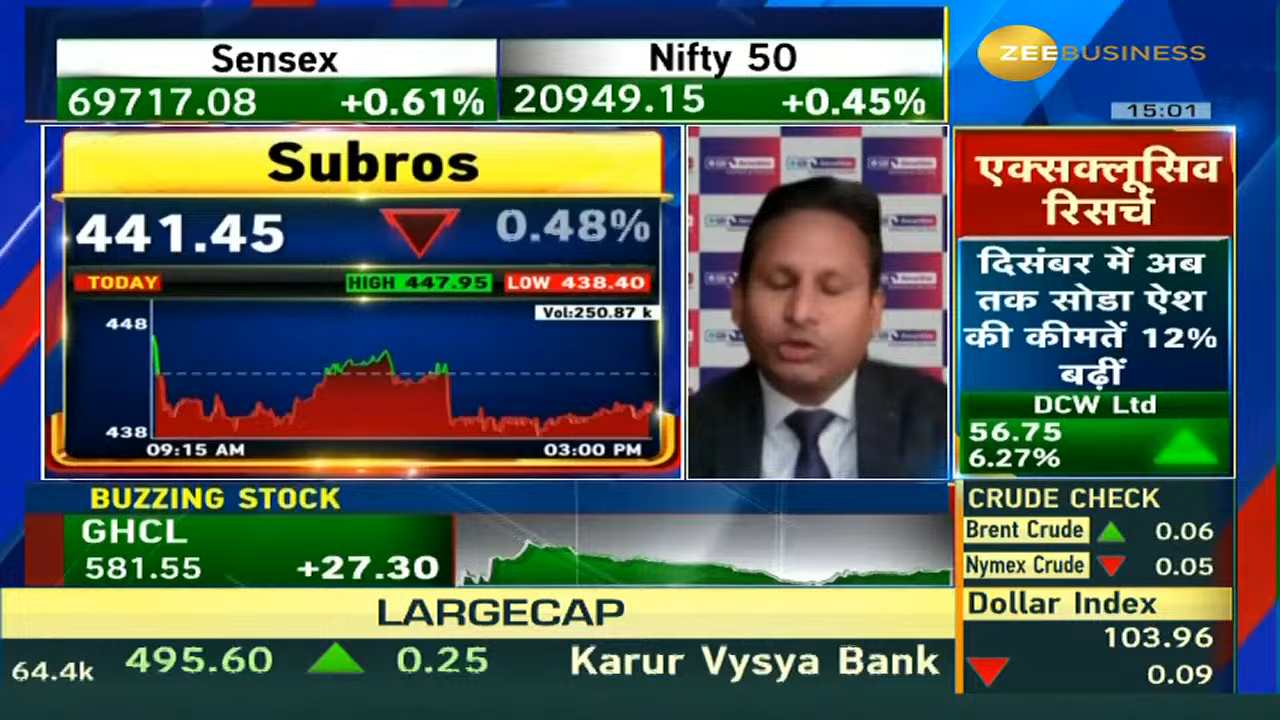 Sensex
Nifty 50
69717.08 +0.61%
20949.15 +0.45%
ZEEBUSINESS
15:01
Subros
441.45 0.48%
TODAY HIGH 447.95 LOW 438.40
Vol:250.87 k
448
438
09:15 AM 03:00 PM
एक्सक्लूसिव
रिसर्च
दिसंबर में अब
तक सोडा ऐश
की कीमतें 12%
बढ़ीं
DCW Ltd
56.75
6.27%
BUZZING STOCK
GHCL
581.55 +27.30
CRUDE CHECK
Brent Crude 0.06
Nymex Crude 0.05
Dollar Index
103.96
0.09
LARGECAP
64.4k 495.60 0.25 Karur Vysya Bank